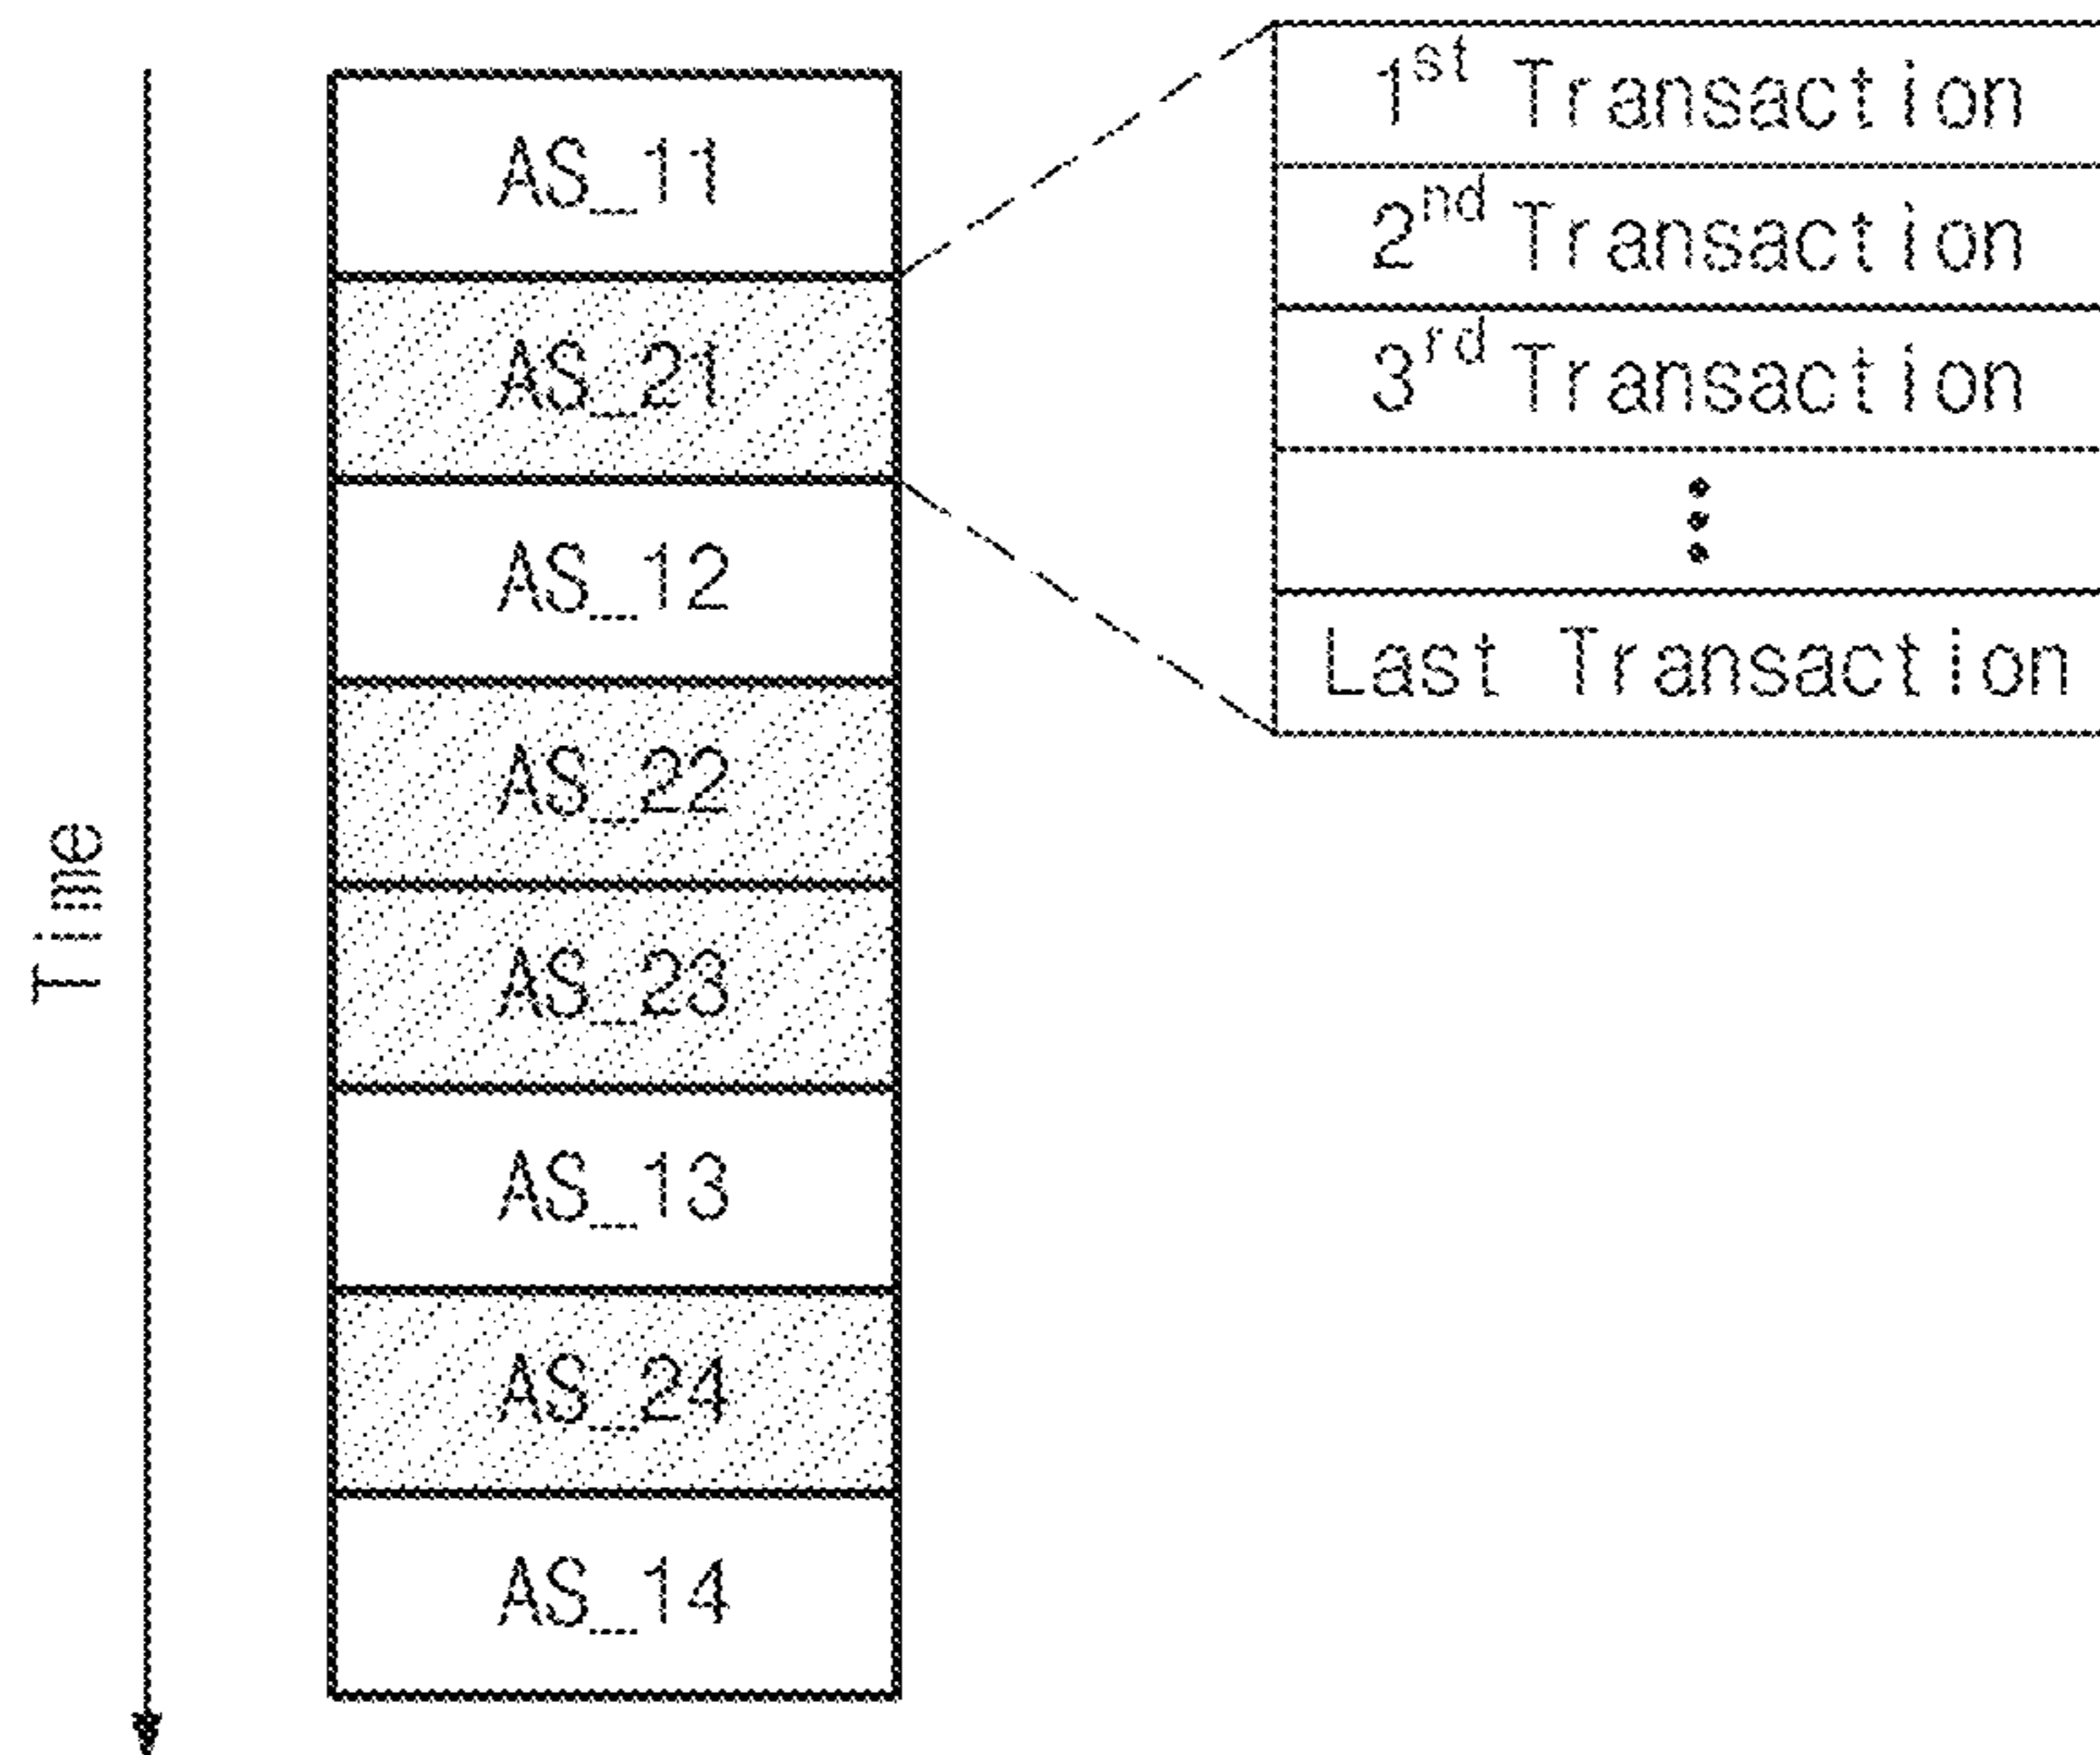 Time
AS_11
AS_21
AS_12
AS_22
AS_23
AS_13
AS_24
AS_14
1st Transaction
2nd Transaction
3rd Transaction
Last Transaction